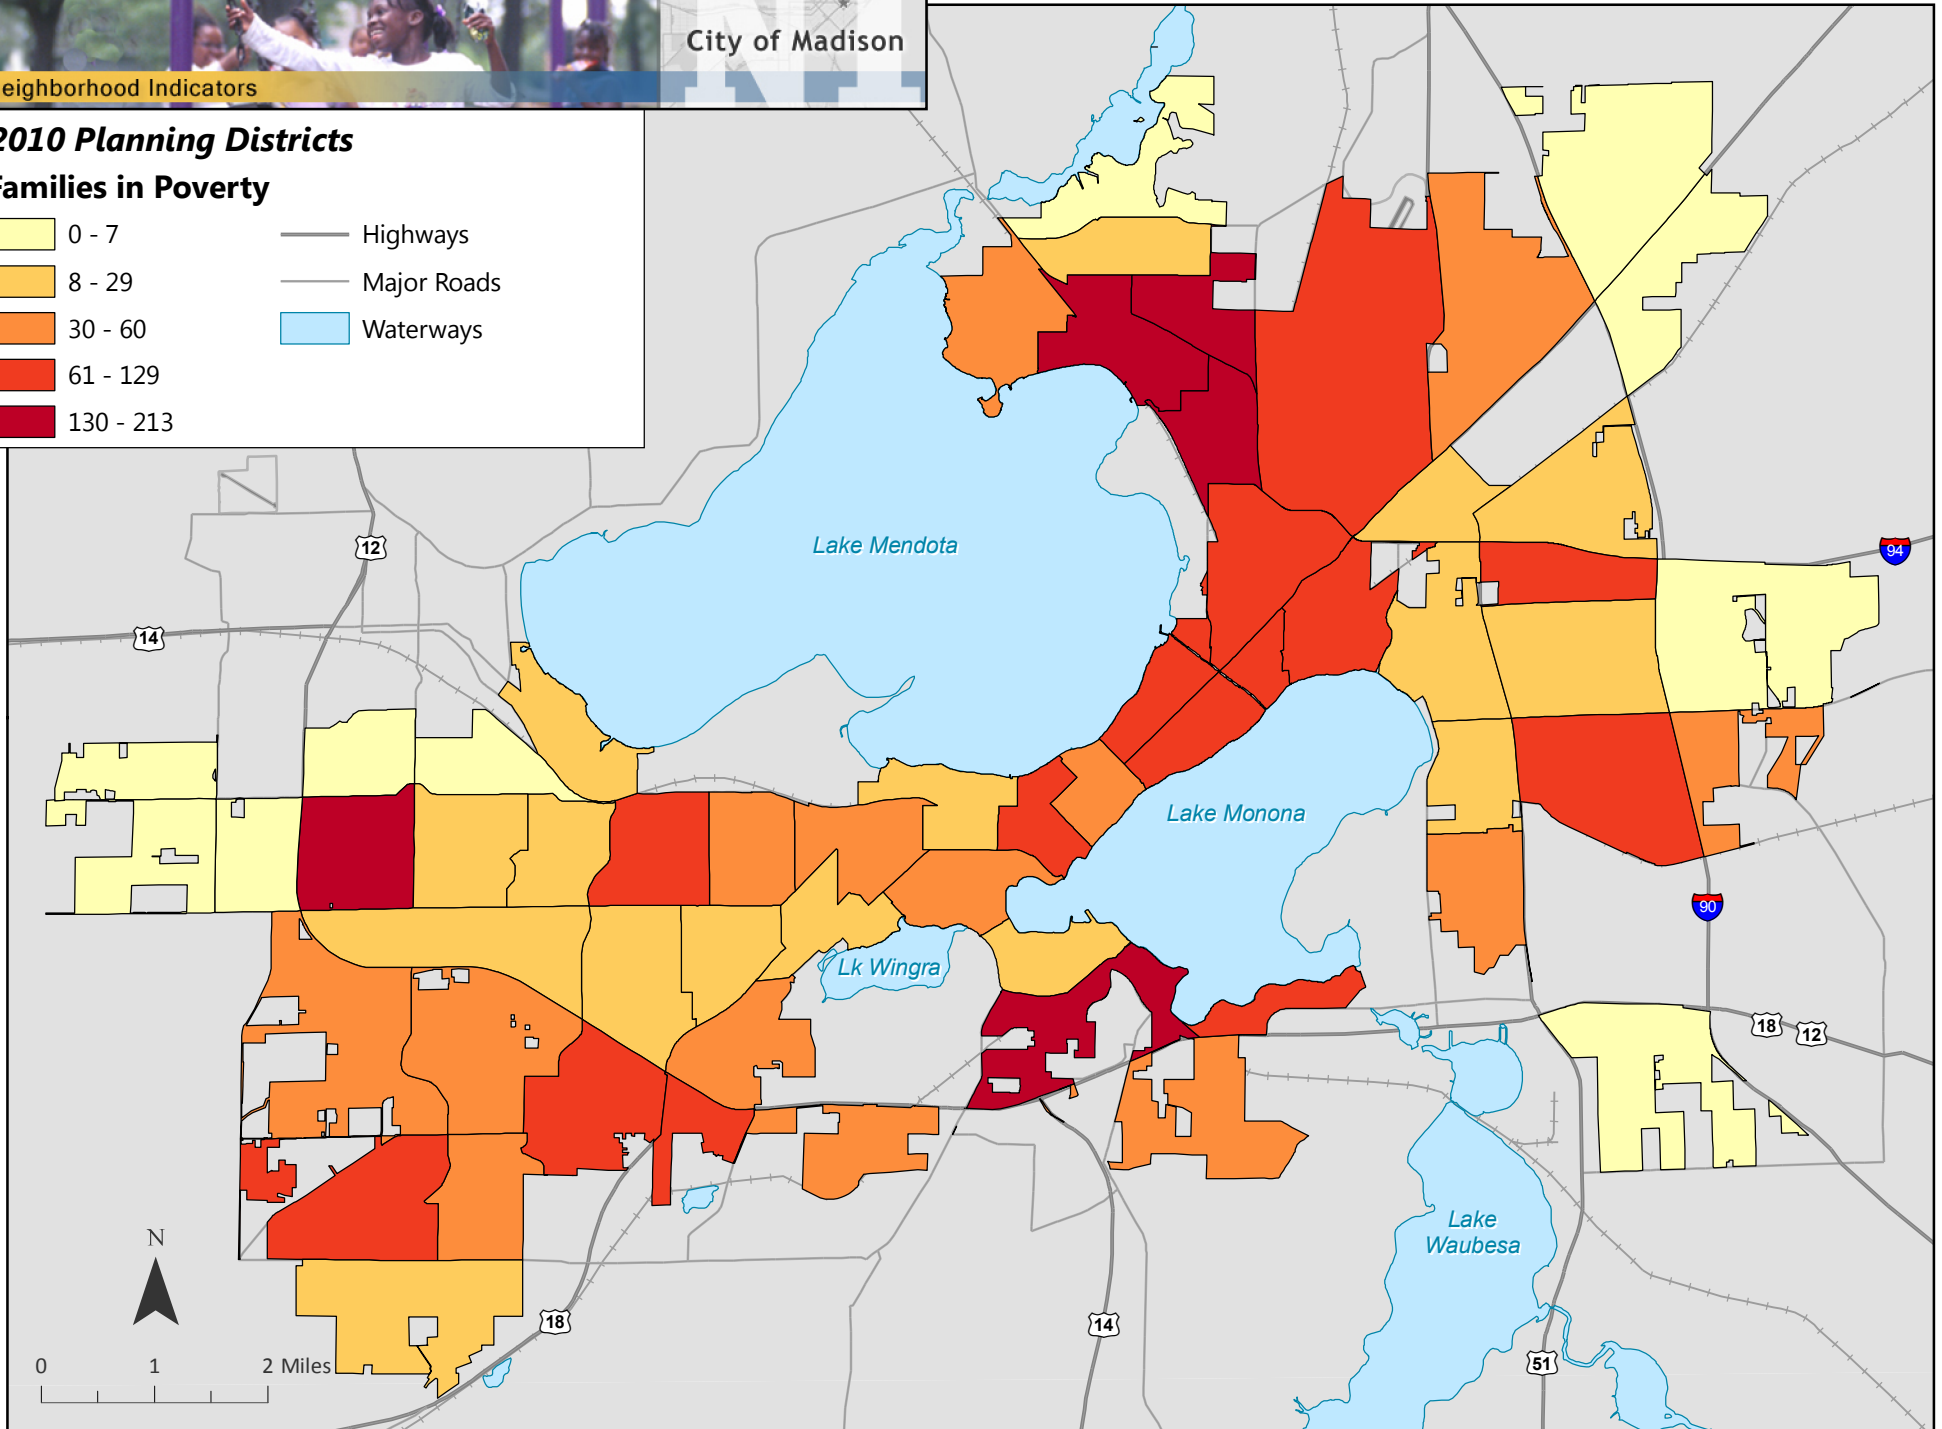 City of Madison
eighborhood Indicators
2010 Planning Districts
Families in Poverty
0 - 7
8 - 29
30 - 60
61 - 129
130 - 213
Highways
Major Roads
Waterways
12
Lake Mendota
94
14
Lake Monona
90
Lk Wingra
18
12
Lake
Waubesa
N
18
14
51
0 1 2 Miles